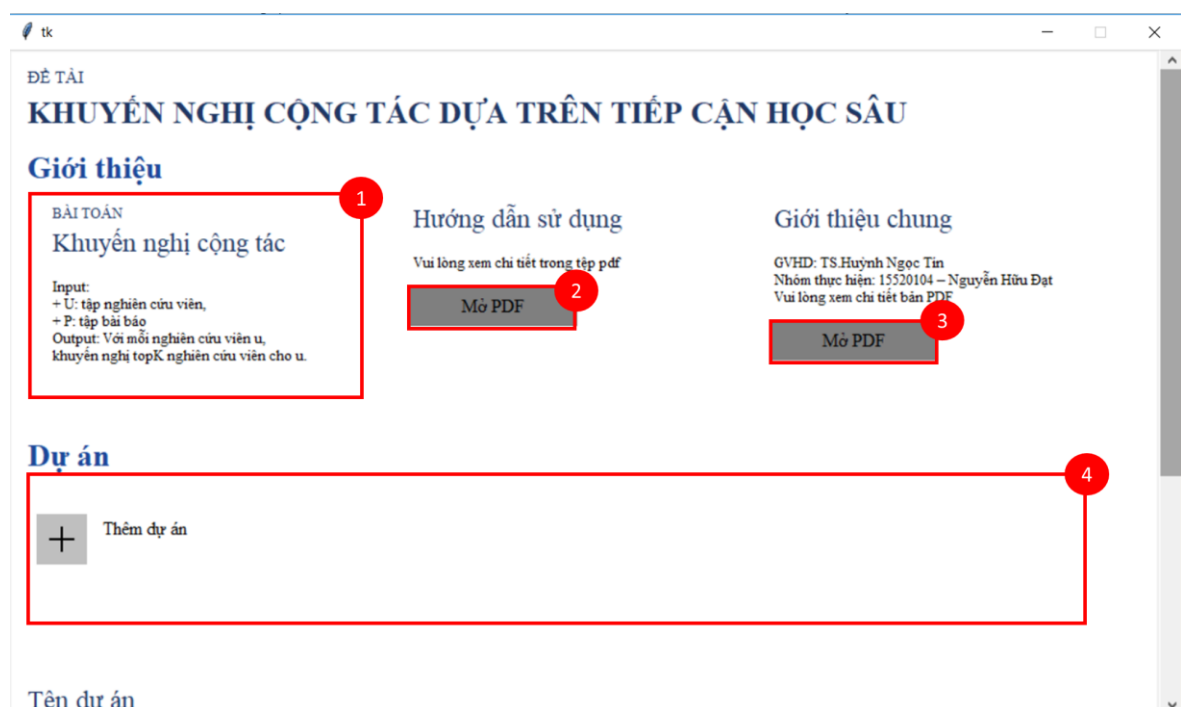 tk
ĐỀ TÀI
KHUYẾN NGHỊ CỘNG TÁC DỰA TRÊN TIẾP CẬN HỌC SÂU
Giới thiệu
1
BÀI TOÁN
Khuyến nghị cộng tác
Input:
+ U: tập nghiên cứu viên,
+ P: tập bài báo
Output: Với mỗi nghiên cứu viên u,
khuyến nghị topK nghiên cứu viên cho u.
Hướng dẫn sử dụng
Vui lòng xem chi tiết trong tệp pdf
2
Mở PDF
Giới thiệu chung
GVHD: TS.Huỳnh Ngọc Tín
Nhóm thực hiện: 15520104 – Nguyễn Hữu Đạt
Vui lòng xem chi tiết bản PDF
3
Mở PDF
Dự án
4
+ Thêm dự án
Tên dự án